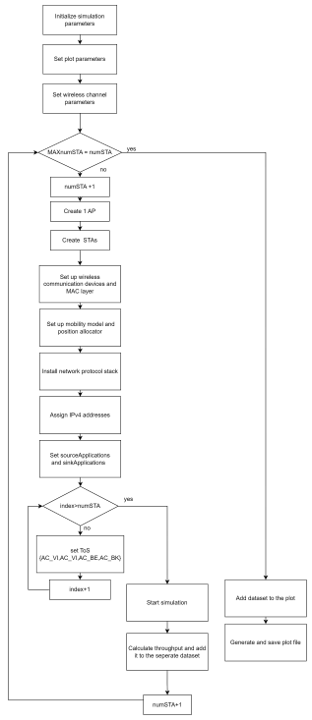 Initialize simulation
parameters
Set plot parameters
Set wireless channel
parameters
MAXnumSTA = numSTA
yes
no
numSTA +1
Create 1 AP
Create STAs
Set up wireless
communication devices and
MAC layer
Set up mobility model and
position allocator
Install network protocol stack
Assign IPv4 addresses
Set sourceApplications
and sinkApplications
index>numSTA
yes
no
set ToS
(AC_VI,AC_VI,AC_BE,AC_BK)
index+1
Start simulation
Add dataset to the plot
Calculate throughput and add
it to the seperate dataset
Generate and save plot file
numSTA+1